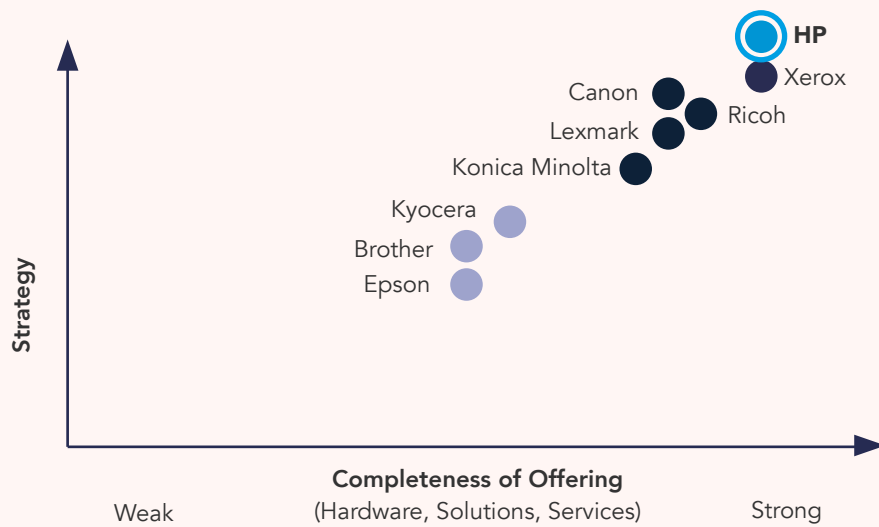 HP
Xerox
Canon
Ricoh
Lexmark
Konica Minolta
Kyocera
Brother
Epson
Strategy
Completeness of Offering
(Hardware, Solutions, Services)
Weak
Strong